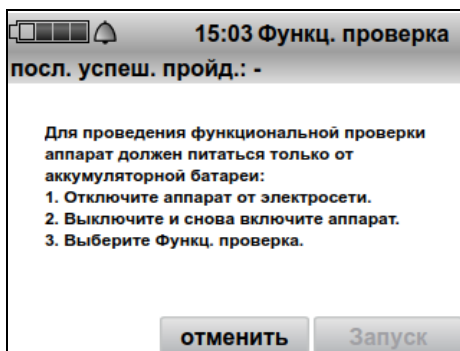 15:03 Функц. проверка
посл. успеш. пройд.: -
Для проведения функциональной проверки
аппарат должен питаться только от
аккумуляторной батареи:
1. Отключите аппарат от электросети.
2. Выключите и снова включите аппарат.
3. Выберите Функц. проверка.
отменить Запуск